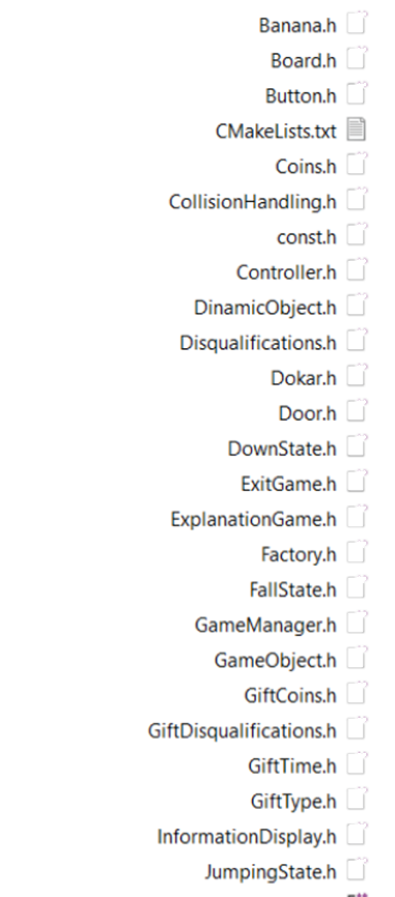 Banana.h
Board.h
Button.h
CMakeLists.txt
Coins.h
CollisionHandling.h
const.h
Controller.h
DinamicObject.h
Disqualifications.h
Dokar.h
Door.h
DownState.h
ExitGame.h
ExplanationGame.h
Factory.h
FallState.h
GameManager.h
GameObject.h
GiftCoins.h
GiftDisqualifications.h
GiftTime.h
GiftType.h
InformationDisplay.h
JumpingState.h